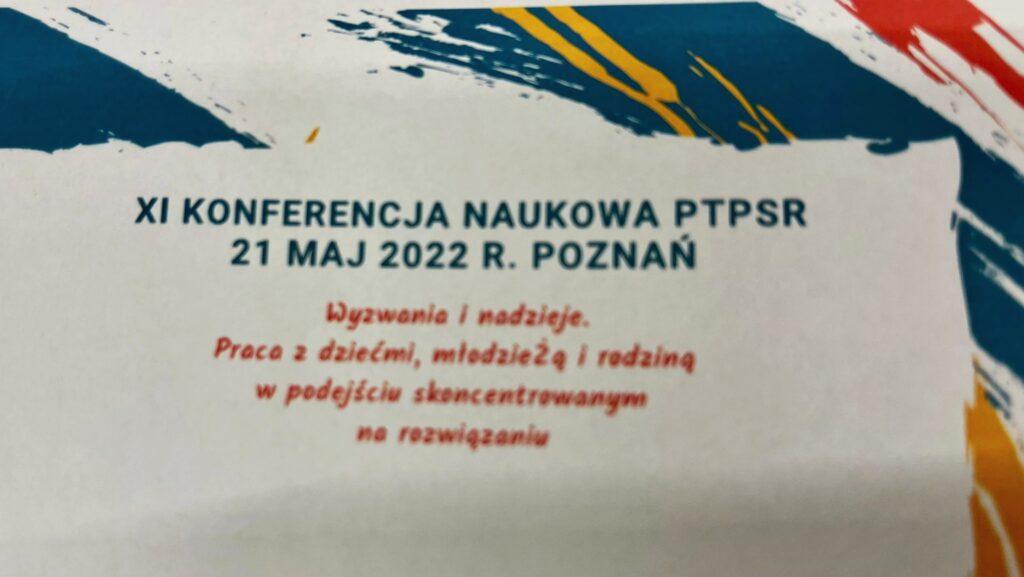 XI KONFERENCJA NAUKOWA PTPSR
21 MAJ 2022 R. POZNAŃ
Wyzwania i nadzieje.
Praca z dziećmi, młodzieŻą i rodziną
w podejściu skoncentrowanym
na rozwiązaniu